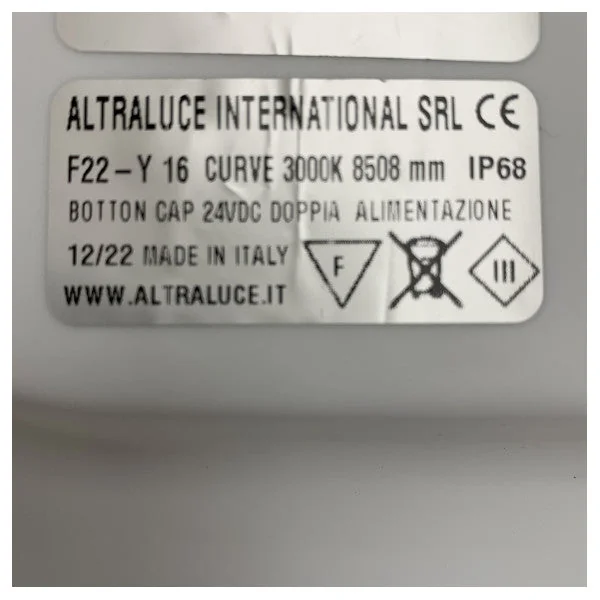 ALTRALUCE INTERNATIONAL SRL CE
F22-Y 16 CURVE 3000K 8508 mm IP68
BOTTON CAP 24VDC DOPPIA ALIMENTAZIONE
12/22 MADE IN ITALY F III
WWW.ALTRALUCE.IT